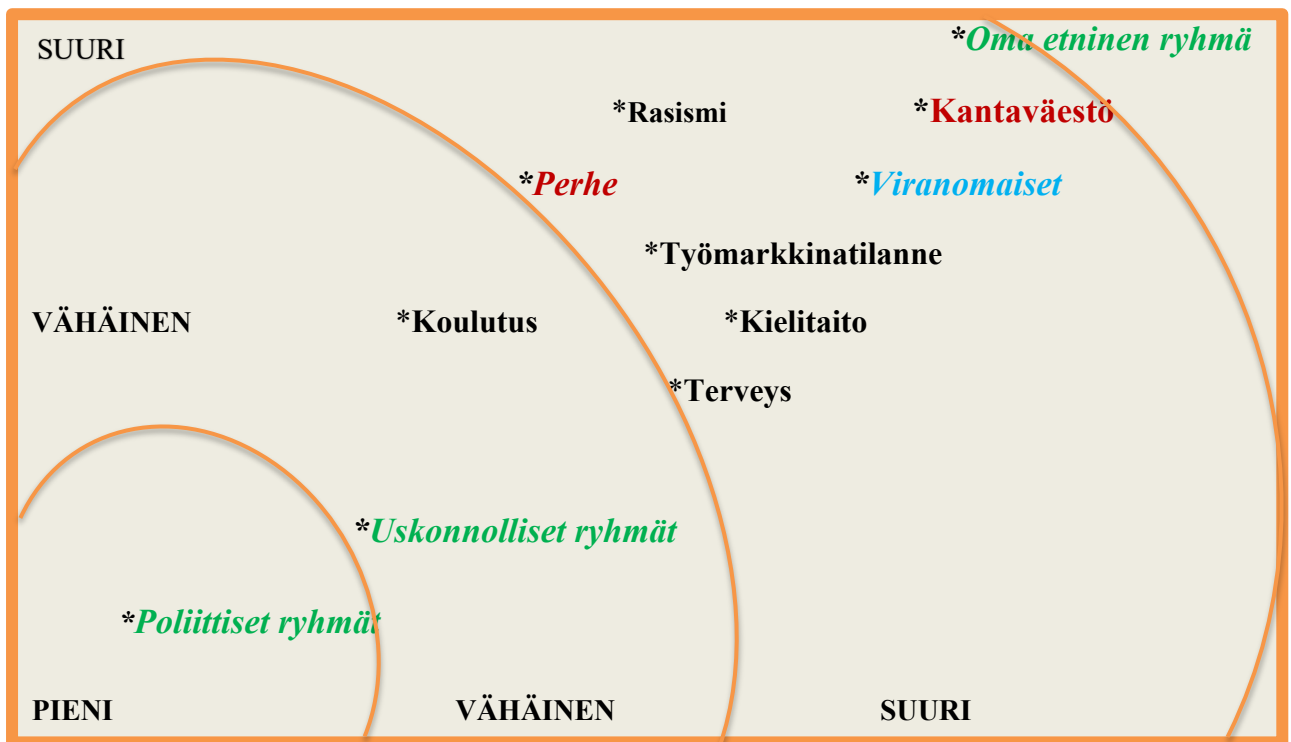 SUURI
*Oma etninen ryhmä
*Rasismi
*Kantaväestö
*Perhe
*Viranomaiset
*Työmarkkinatilanne
VÄHÄINEN
*Koulutus
*Kielitaito
*Terveys
*Uskonnolliset ryhmät
*Poliittiset ryhmät
PIENI
VÄHÄINEN
SUURI